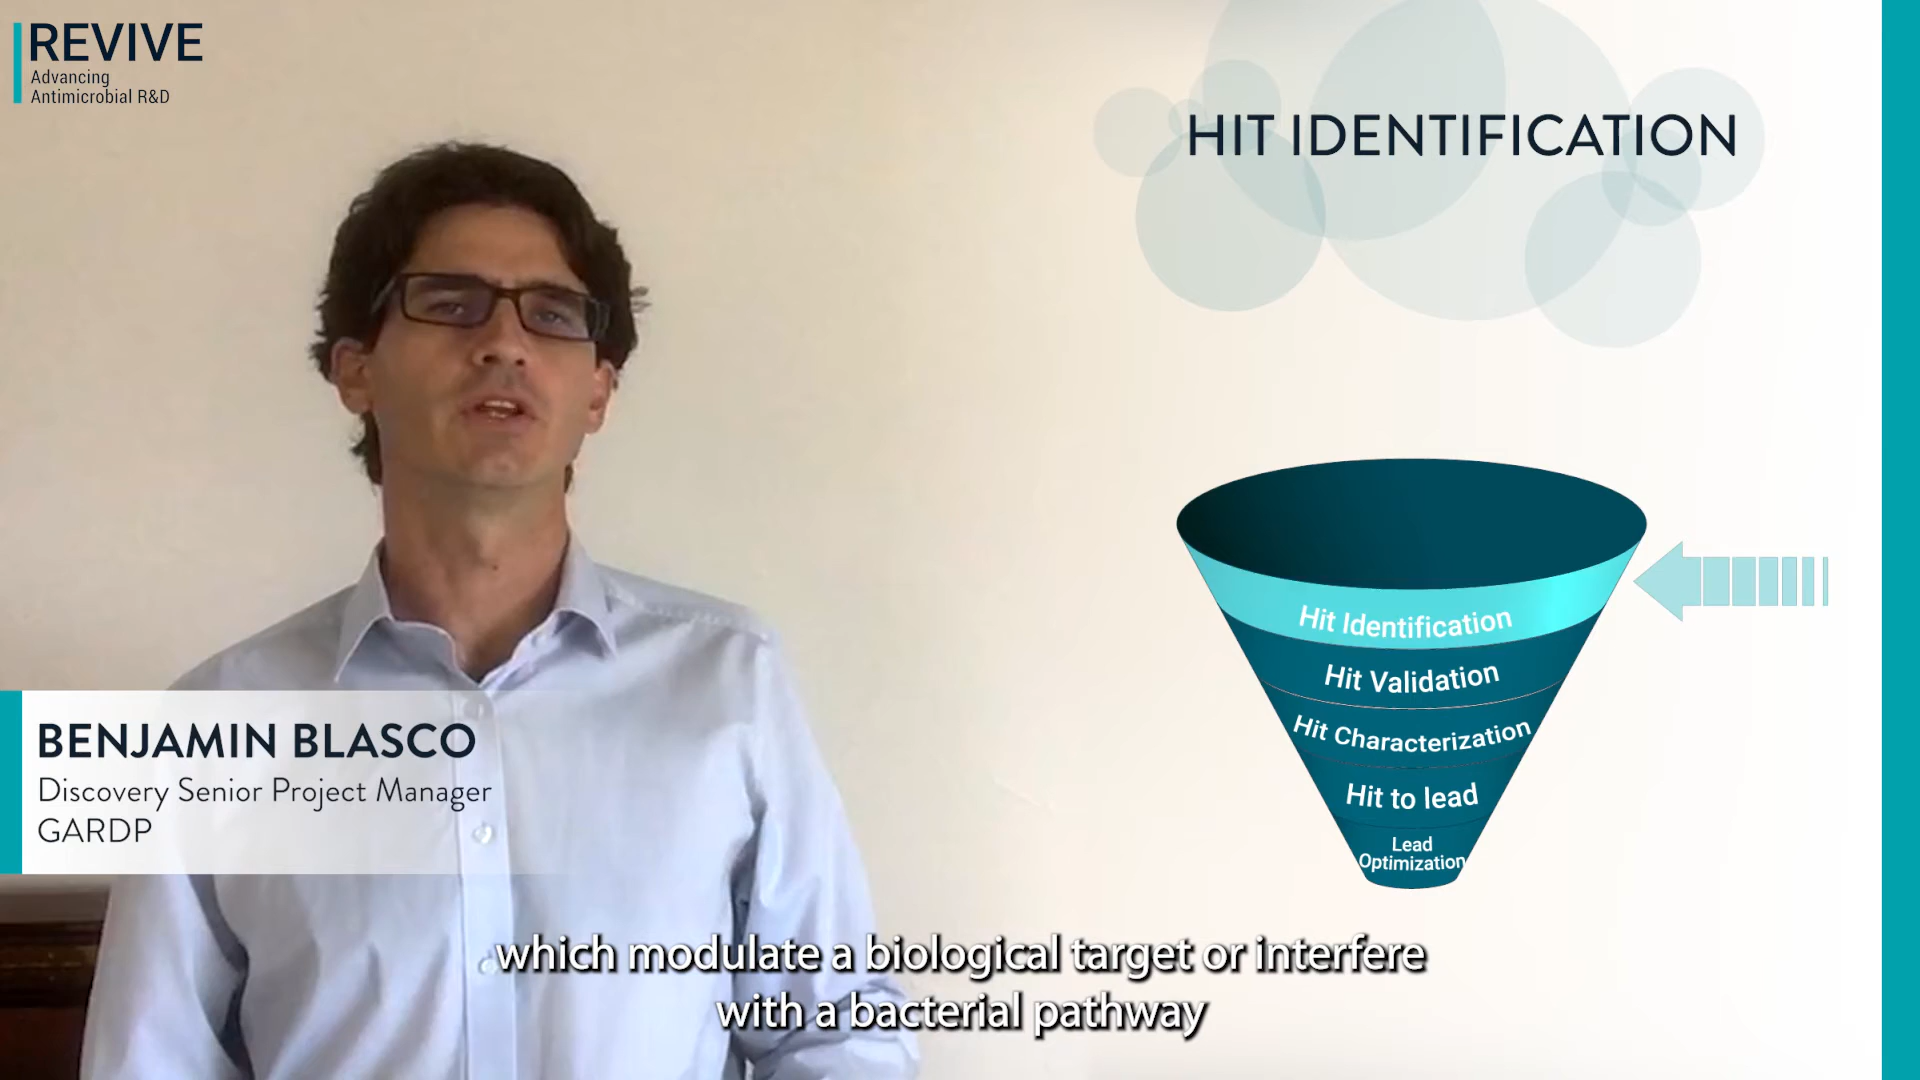 REVIVE
Advancing
Antimicrobial R&D
HIT IDENTIFICATION
Hit Identification
Hit Validation
Hit Characterization
Hit to lead
Lead
Optimization
BENJAMIN BLASCO
Discovery Senior Project Manager
GARDP
which modulate a biological target or interfere
with a bacterial pathway